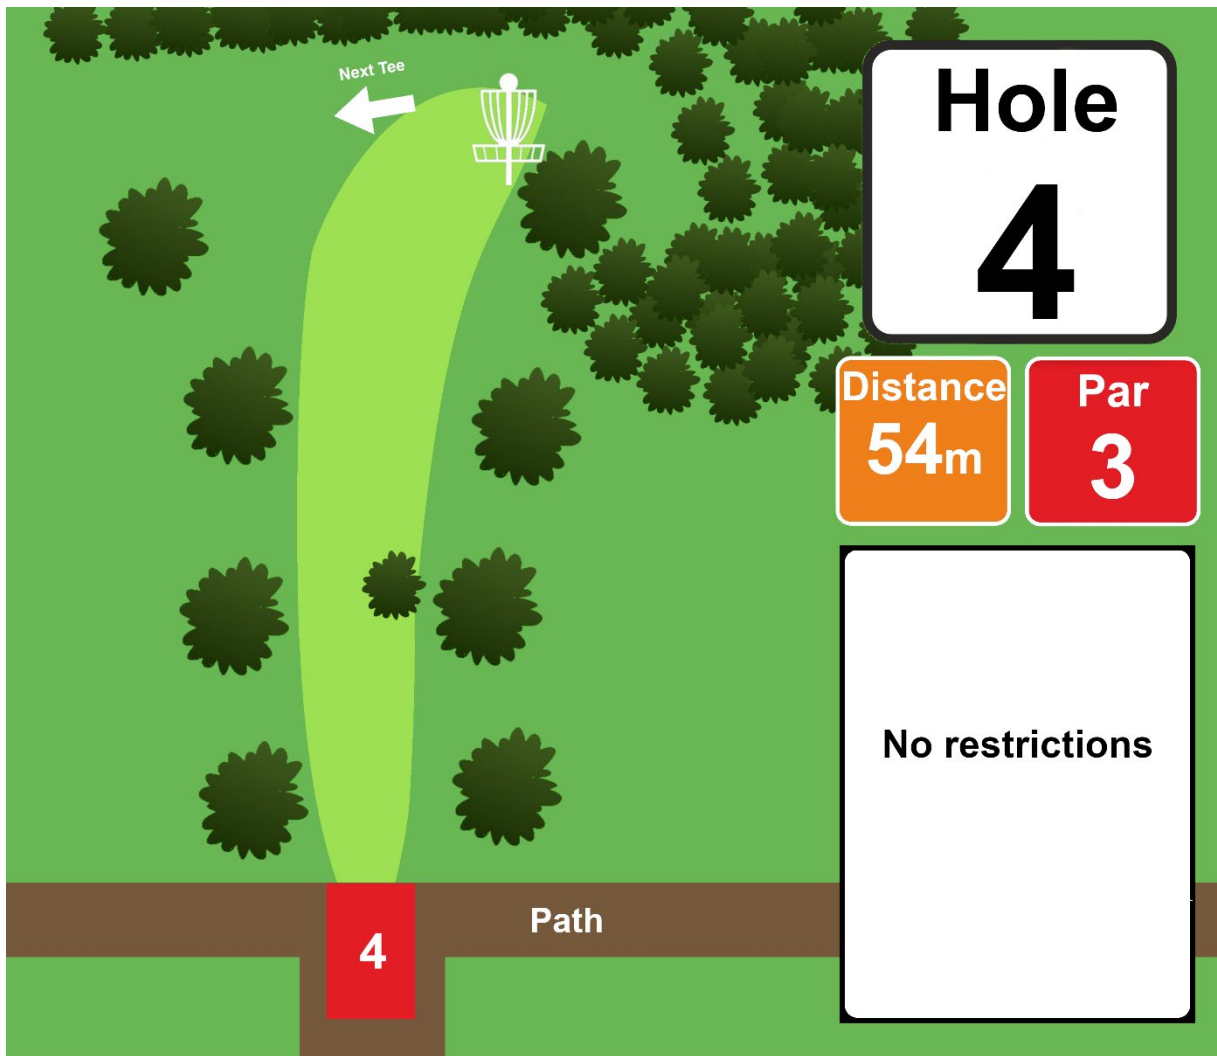 Next Tee
Hole
4
Distance
54m
Par
3
No restrictions
Path
4